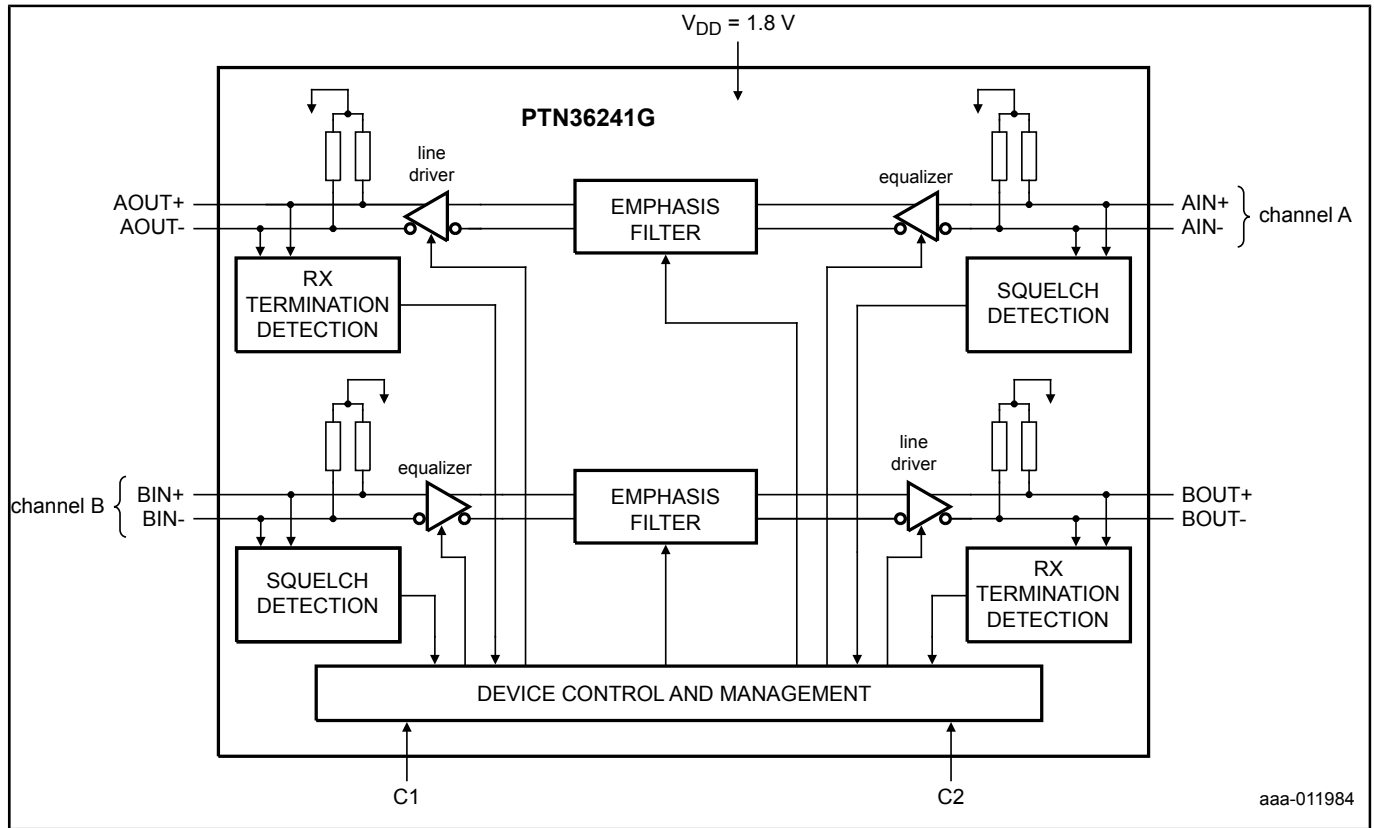 VDD = 1.8 V
PTN36241G
line
driver
equalizer
AOUT+
AOUT-
EMPHASIS
FILTER
AIN+
AIN-
channel A
RX
TERMINATION
DETECTION
SQUELCH
DETECTION
equalizer
line
driver
channel B
BIN+
BIN-
EMPHASIS
FILTER
BOUT+
BOUT-
SQUELCH
DETECTION
RX
TERMINATION
DETECTION
DEVICE CONTROL AND MANAGEMENT
C1
C2
aaa-011984